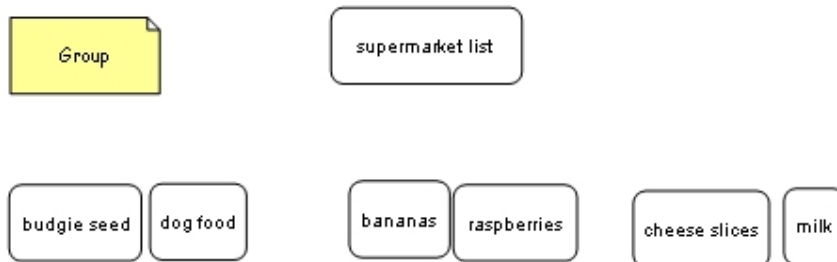 Group
supermarket list
budgie seed
dog food
bananas
raspberries
cheese slices
milk